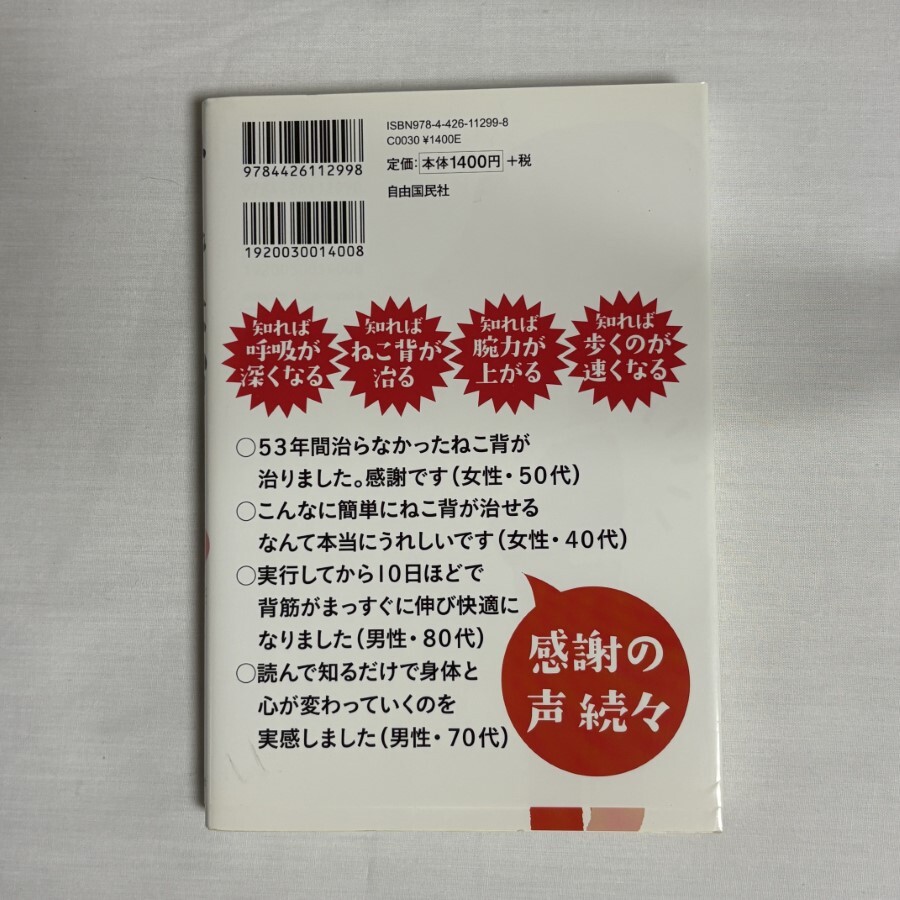 ISBN978-4-426-11299-8
C0030 ¥1400E
定価：本体1400円＋税
自由国民社
9784426112998
1920030014008
知れば
呼吸が
深くなる
知れば
ねこ背が
治る
知れば
腕力が
上がる
知れば
歩くのが
速くなる
○53年間治らなかったねこ背が
治りました。感謝です（女性・50代）
○こんなに簡単にねこ背が治せる
なんて本当にうれしいです（女性・40代）
○実行してから10日ほどで
背筋がまっすぐに伸び快適に
なりました（男性・80代）
○読んで知るだけで身体と
心が変わっていくのを
実感しました（男性・70代）
感謝の
声続々